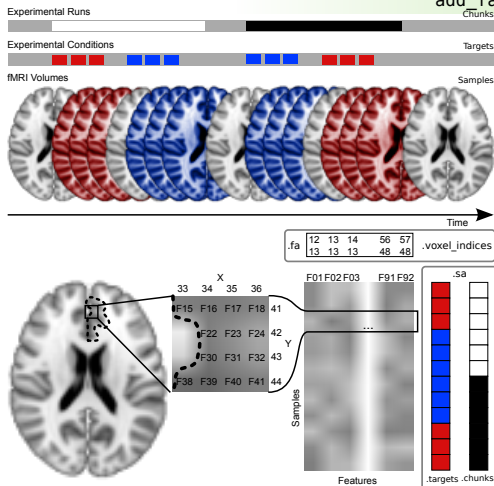 add_fa
Experimental Runs
Chunks
Experimental Conditions
Targets
fMRI Volumes
Samples
Time
.fa
12 13 14 56 57
13 13 13 48 48
.voxel_indices
X
33 34 35 36
F01 F02 F03 F91 F92
.sa
F15 F16 F17 F18 41
F22 F23 F24 42
Y
F30 F31 F32 43
F38 F39 F40 F41 44
...
Samples
Features
.targets .chunks